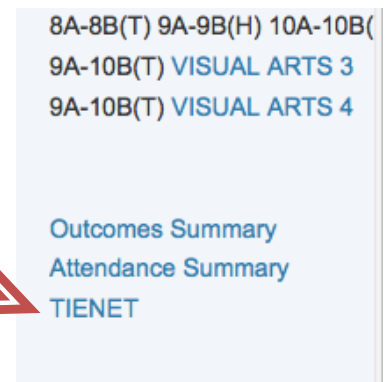 8A-8B(T) 9A-9B(H) 10A-10B(
9A-10B(T) VISUAL ARTS 3
9A-10B(T) VISUAL ARTS 4
Outcomes Summary
Attendance Summary
TIENET